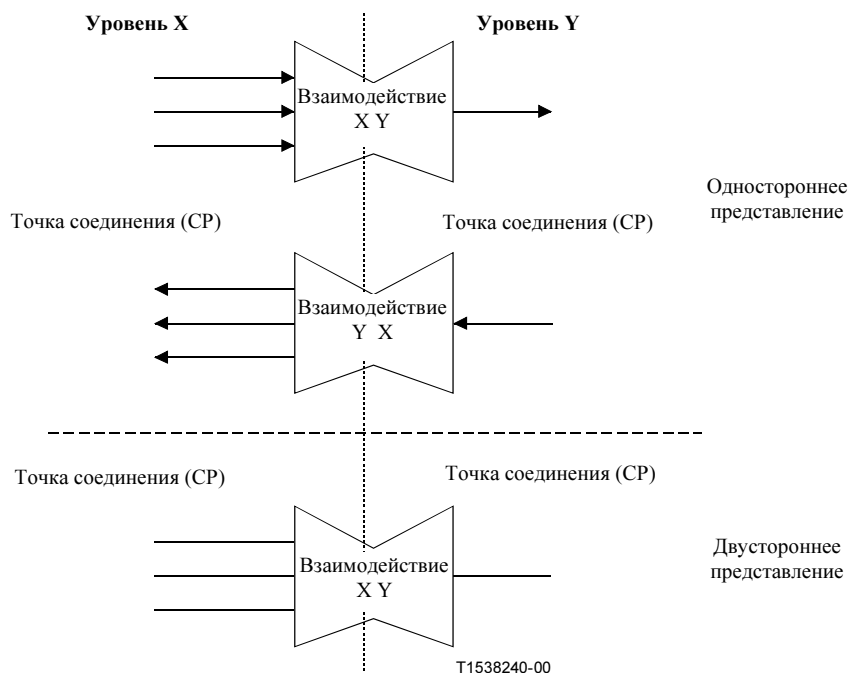 Уровень X
Уровень Y
Взаимодействие
X Y
Одностороннее
представление
Точка соединения (CP)
Точка соединения (CP)
Взаимодействие
Y X
Точка соединения (CP)
Точка соединения (CP)
Взаимодействие
X Y
Двустороннее
представление
T1538240-00